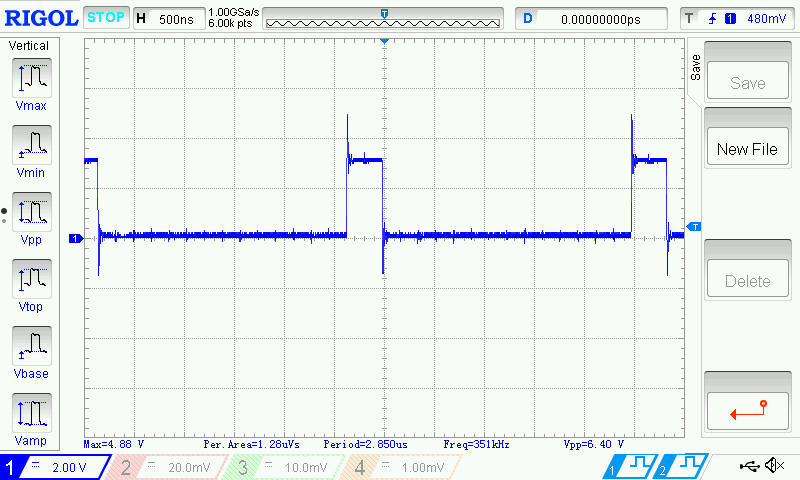 RIGOL STOP H 500ns 1.00GSa/s 6.00k pts T D 0.00000000ps T 1 480mV
Vertical
Vmax
Vmin
Vpp
Vtop
Vbase
Vamp
1
T
Save
Save
New File
Delete
Max=4.88 V Per.Area=1.28uVs Period=2.850us Freq=351kHz Vpp=6.40 V
1 2.00 V 2 20.0mV 3 10.0mV 4 1.00mV 1 2